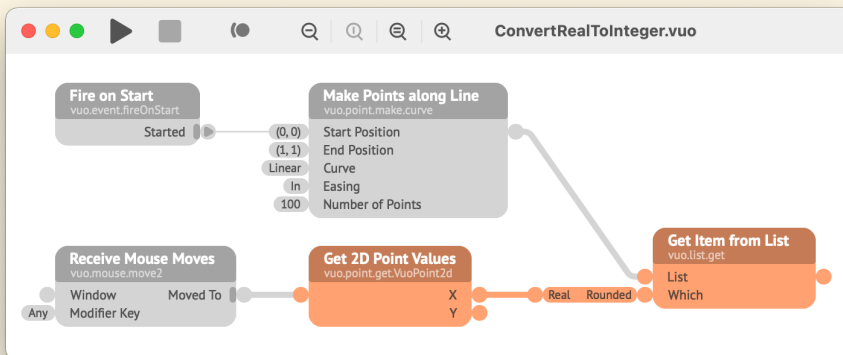 ConvertRealToInteger.vuo
Fire on Start
vuo.event.fireOnStart
Started
Make Points along Line
vuo.point.make.curve
(0, 0) Start Position
(1, 1) End Position
Linear Curve
In Easing
100 Number of Points
Receive Mouse Moves
vuo.mouse.move2
Window Moved To
Any Modifier Key
Get 2D Point Values
vuo.point.get.VuoPoint2d
X
Y
Real Rounded
Get Item from List
vuo.list.get
List
Which